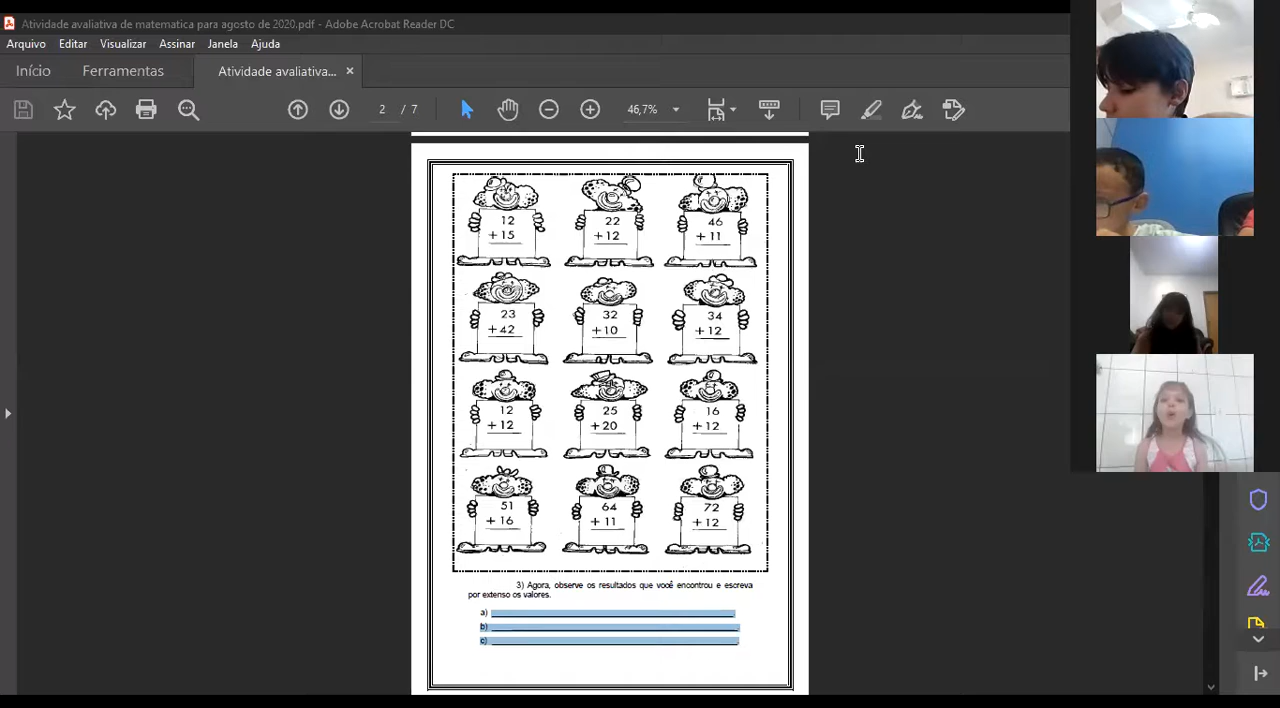 Atividade avaliativa de matematica para agosto de 2020.pdf - Adobe Acrobat Reader DC
Arquivo Editar Visualizar Assinar Janela Ajuda
Início Ferramentas Atividade avaliativa... ×
2 / 7 46,7%
12 22 46
+ 15 + 12 + 11
23 32 34
+ 42 + 10 + 12
12 25 16
+ 12 + 20 + 12
51 64 72
+ 16 + 11 + 12
3) Agora, observe os resultados que você encontrou e escreva
por extenso os valores.
a)
b)
c)